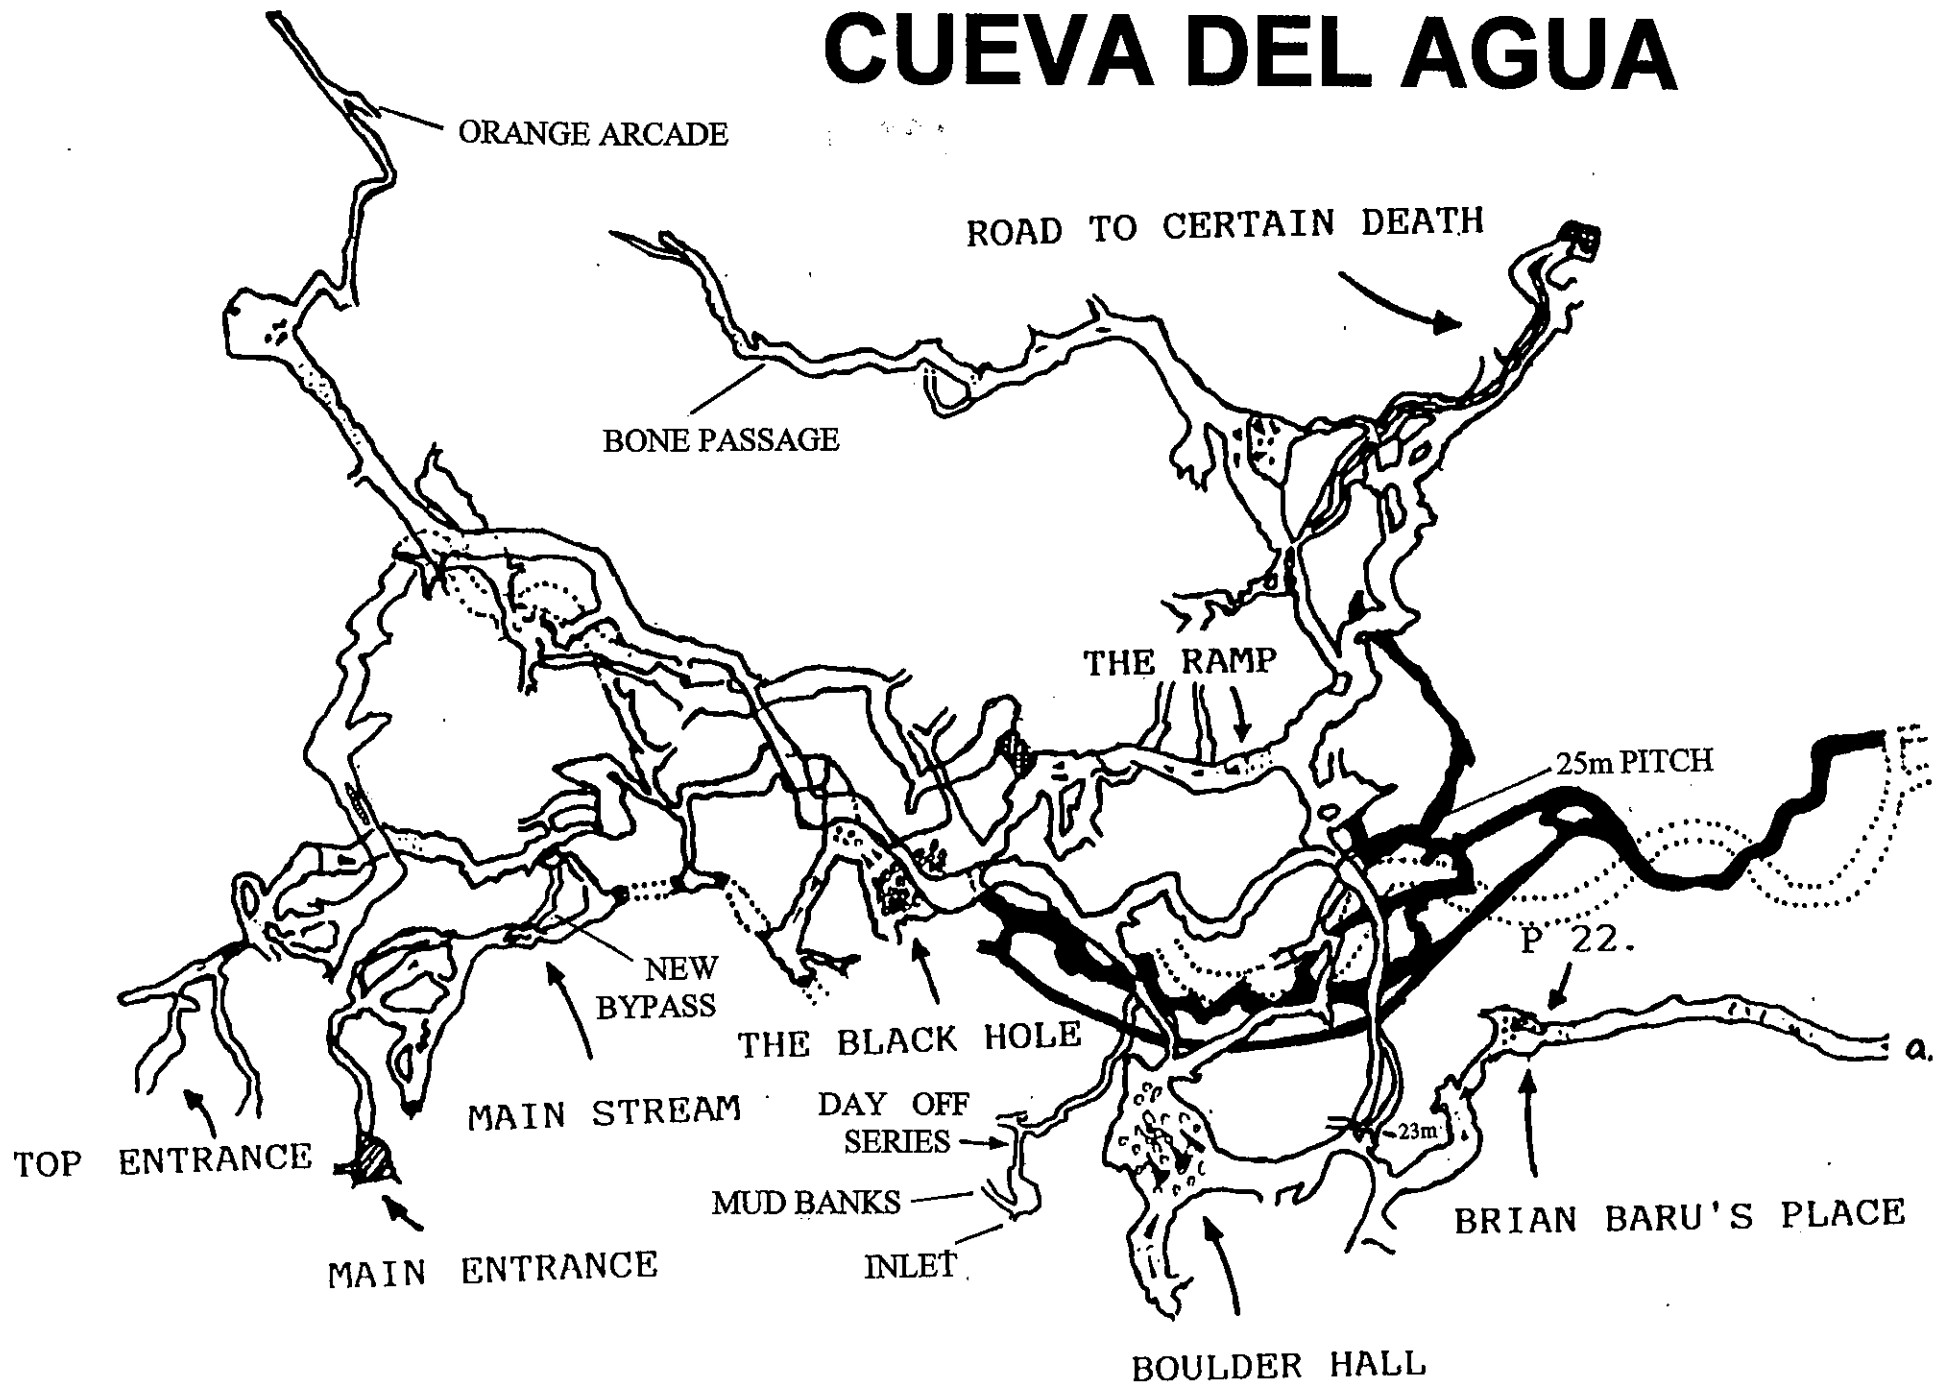 CUEVA DEL AGUA
ORANGE ARCADE
ROAD TO CERTAIN DEATH
BONE PASSAGE
THE RAMP
25m PITCH
P 22.
NEW
BYPASS
THE BLACK HOLE
a.
MAIN STREAM
DAY OFF
SERIES
23m
TOP ENTRANCE
MUD BANKS
BRIAN BARU'S PLACE
INLET
MAIN ENTRANCE
BOULDER HALL